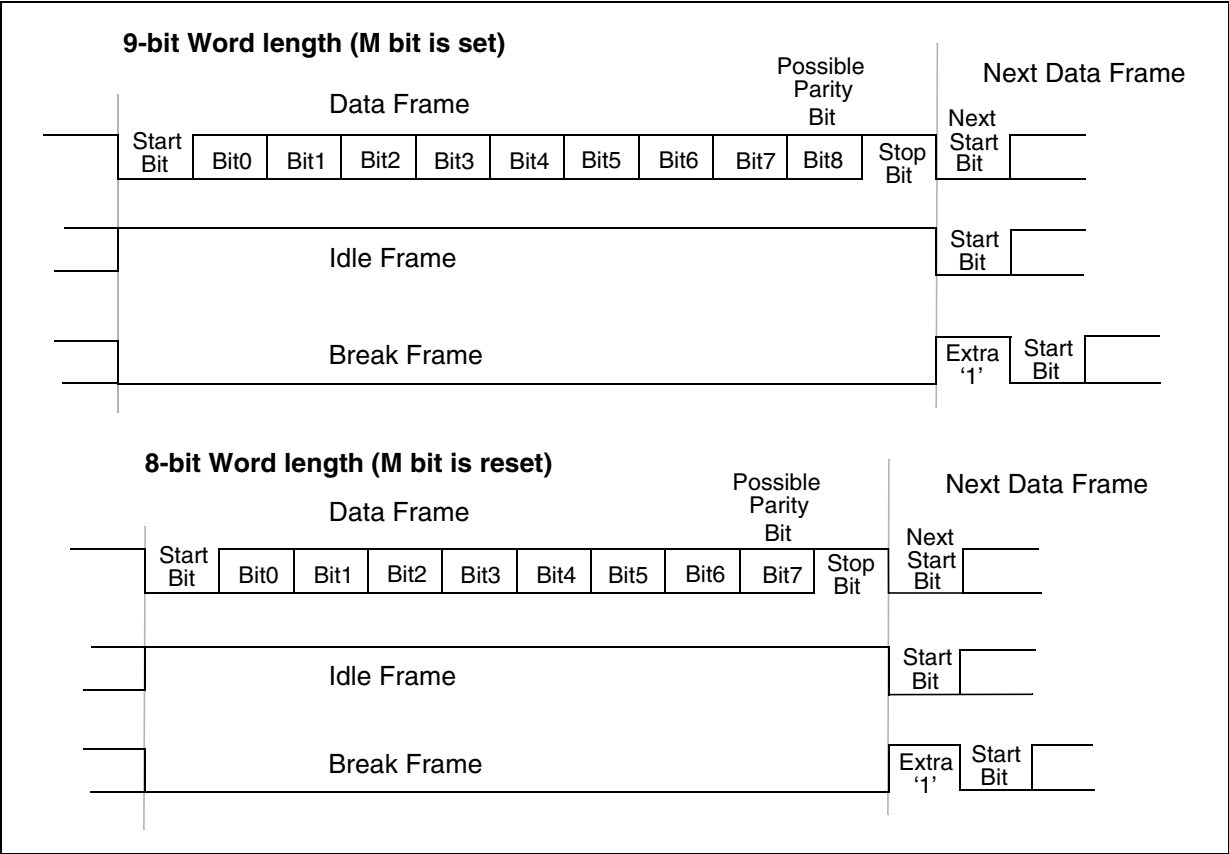 9-bit Word length (M bit is set)
Possible
Parity
Bit
Next Data Frame
Data Frame
Next
Start
Bit
Start
Bit
Bit0
Bit1
Bit2
Bit3
Bit4
Bit5
Bit6
Bit7
Bit8
Stop
Bit
Idle Frame
Start
Bit
Break Frame
Extra
‘1’
Start
Bit
8-bit Word length (M bit is reset)
Possible
Parity
Bit
Next Data Frame
Data Frame
Next
Start
Bit
Start
Bit
Bit0
Bit1
Bit2
Bit3
Bit4
Bit5
Bit6
Bit7
Stop
Bit
Idle Frame
Start
Bit
Break Frame
Extra
‘1’
Start
Bit